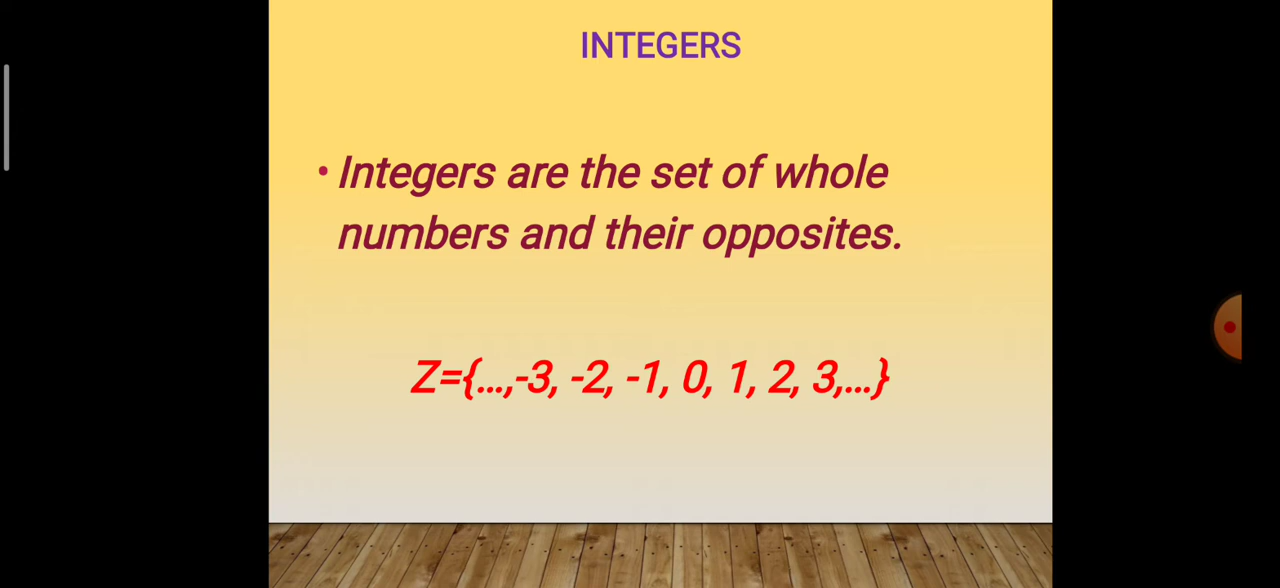 INTEGERS
• Integers are the set of whole
numbers and their opposites.
Z={...,-3, -2, -1, 0, 1, 2, 3,...}